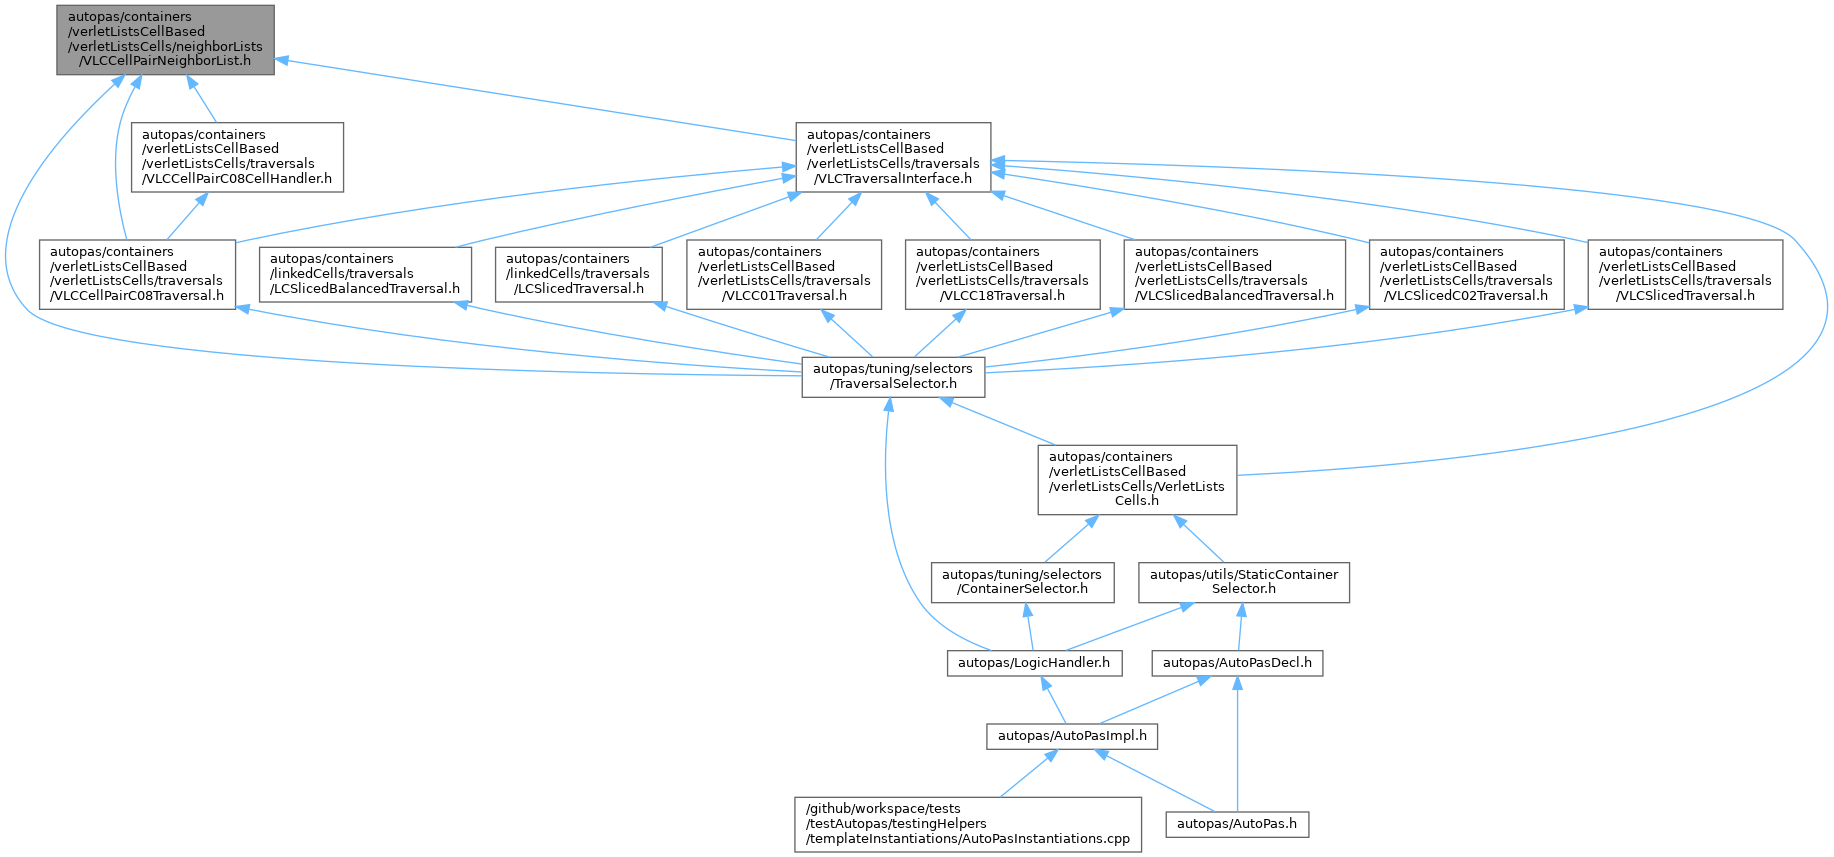 autopas/containers
/verletListsCellBased
/verletListsCells/neighborLists
/VLCCellPairNeighborList.h
autopas/containers
/verletListsCellBased
/verletListsCells/traversals
/VLCCellPairC08CellHandler.h
autopas/containers
/verletListsCellBased
/verletListsCells/traversals
/VLCTraversalInterface.h
autopas/containers
/verletListsCellBased
/verletListsCells/traversals
/VLCCellPairC08Traversal.h
autopas/containers
/linkedCells/traversals
/LCSlicedBalancedTraversal.h
autopas/containers
/linkedCells/traversals
/LCSlicedTraversal.h
autopas/containers
/verletListsCellBased
/verletListsCells/traversals
/VLCC01Traversal.h
autopas/containers
/verletListsCellBased
/verletListsCells/traversals
/VLCC18Traversal.h
autopas/containers
/verletListsCellBased
/verletListsCells/traversals
/VLCSlicedBalancedTraversal.h
autopas/containers
/verletListsCellBased
/verletListsCells/traversals
/VLCSlicedC02Traversal.h
autopas/containers
/verletListsCellBased
/verletListsCells/traversals
/VLCSlicedTraversal.h
autopas/tuning/selectors
/TraversalSelector.h
autopas/containers
/verletListsCellBased
/verletListsCells/VerletLists
Cells.h
autopas/tuning/selectors
/ContainerSelector.h
autopas/utils/StaticContainer
Selector.h
autopas/LogicHandler.h
autopas/AutoPasDecl.h
autopas/AutoPasImpl.h
/github/workspace/tests
/testAutopas/testingHelpers
/templateInstantiations/AutoPasInstantiations.cpp
autopas/AutoPas.h